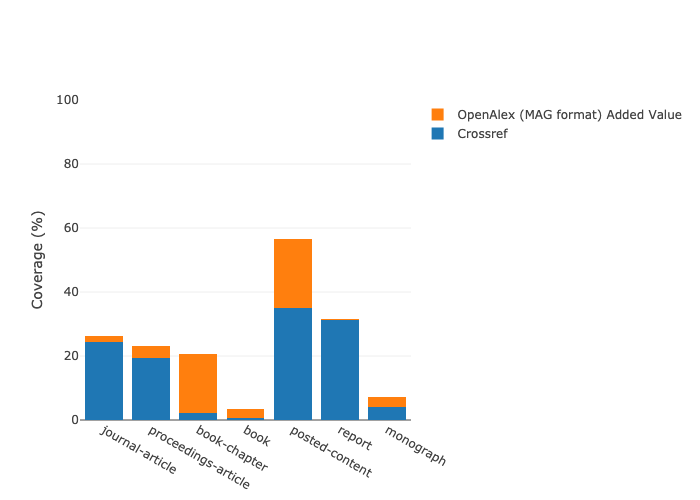 100
80
60
40
20
0
Coverage (%)
journal-article
proceedings-article
book-chapter
book
posted-content
report
monograph
OpenAlex (MAG format) Added Value
Crossref